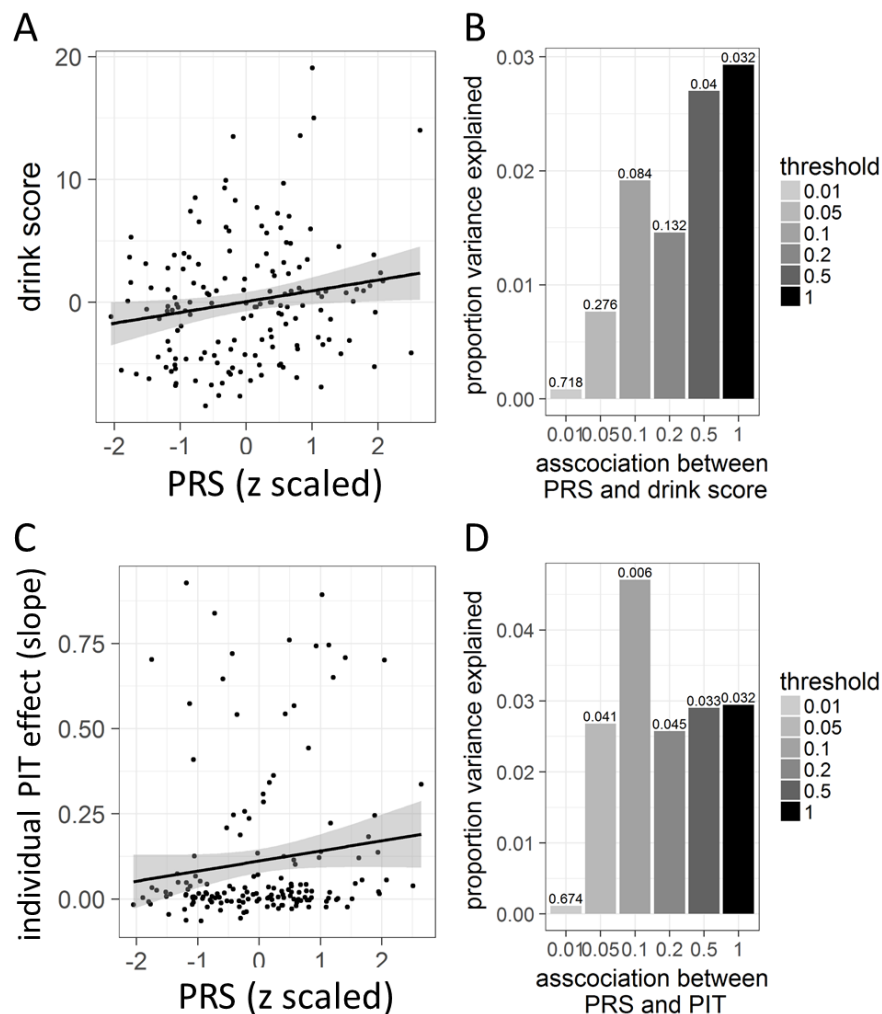 A
20
10
0
drink score
-2 -1 0 1 2
PRS (z scaled)
B
0.03
0.02
0.01
0.00
proportion variance explained
0.718
0.276
0.084
0.132
0.04
0.032
0.01 0.05 0.1 0.2 0.5 1
asscociation between
PRS and drink score
threshold
0.01
0.05
0.1
0.2
0.5
1
C
0.75
0.50
0.25
0.00
individual PIT effect (slope)
-2 -1 0 1 2
PRS (z scaled)
D
0.04
0.03
0.02
0.01
0.00
proportion variance explained
0.674
0.041
0.006
0.045
0.033
0.032
0.01 0.05 0.1 0.2 0.5 1
asscociation between
PRS and PIT
threshold
0.01
0.05
0.1
0.2
0.5
1